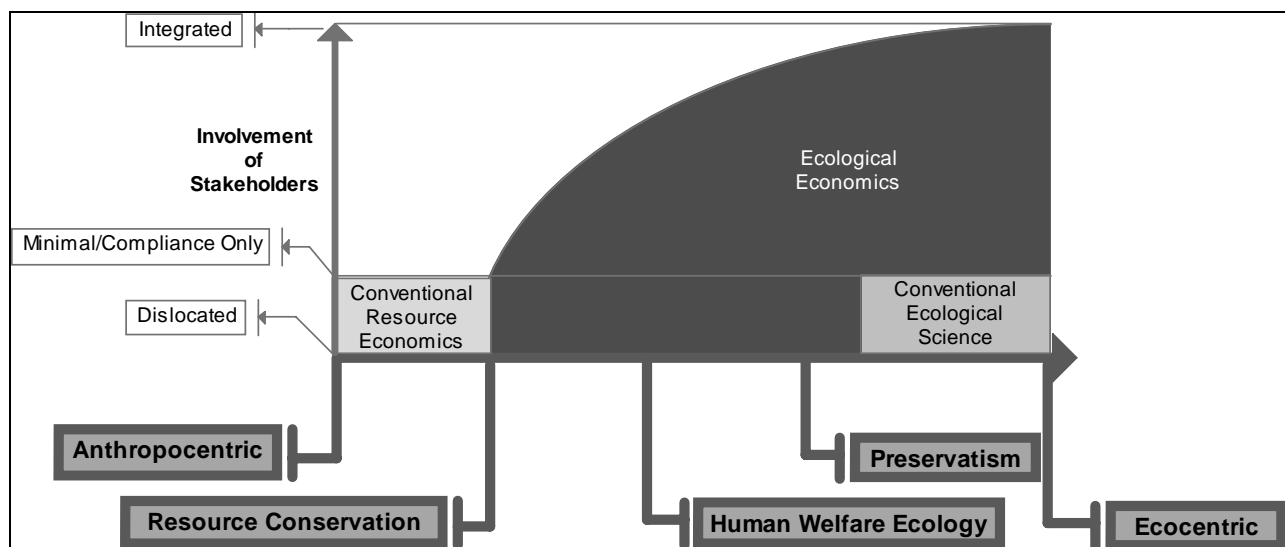 Integrated
Involvement
of
Stakeholders
Ecological
Economics
Minimal/Compliance Only
Dislocated
Conventional
Resource
Economics
Conventional
Ecological
Science
Anthropocentric
Preservatism
Resource Conservation
Human Welfare Ecology
Ecocentric